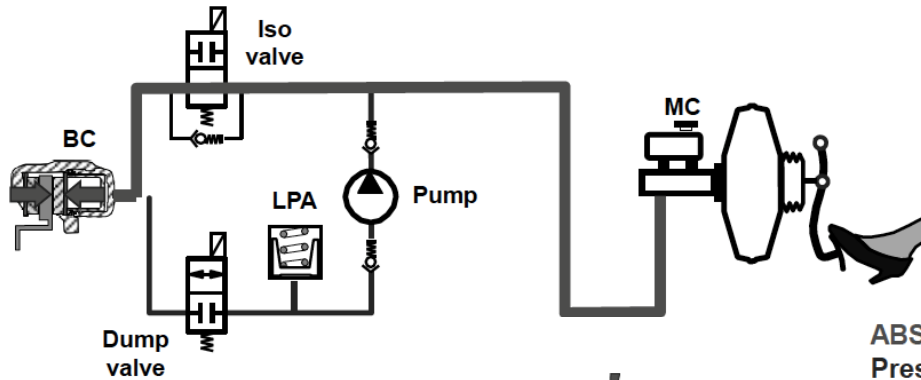 Iso
valve
BC
MC
LPA
Pump
Dump
valve
ABS
Pres